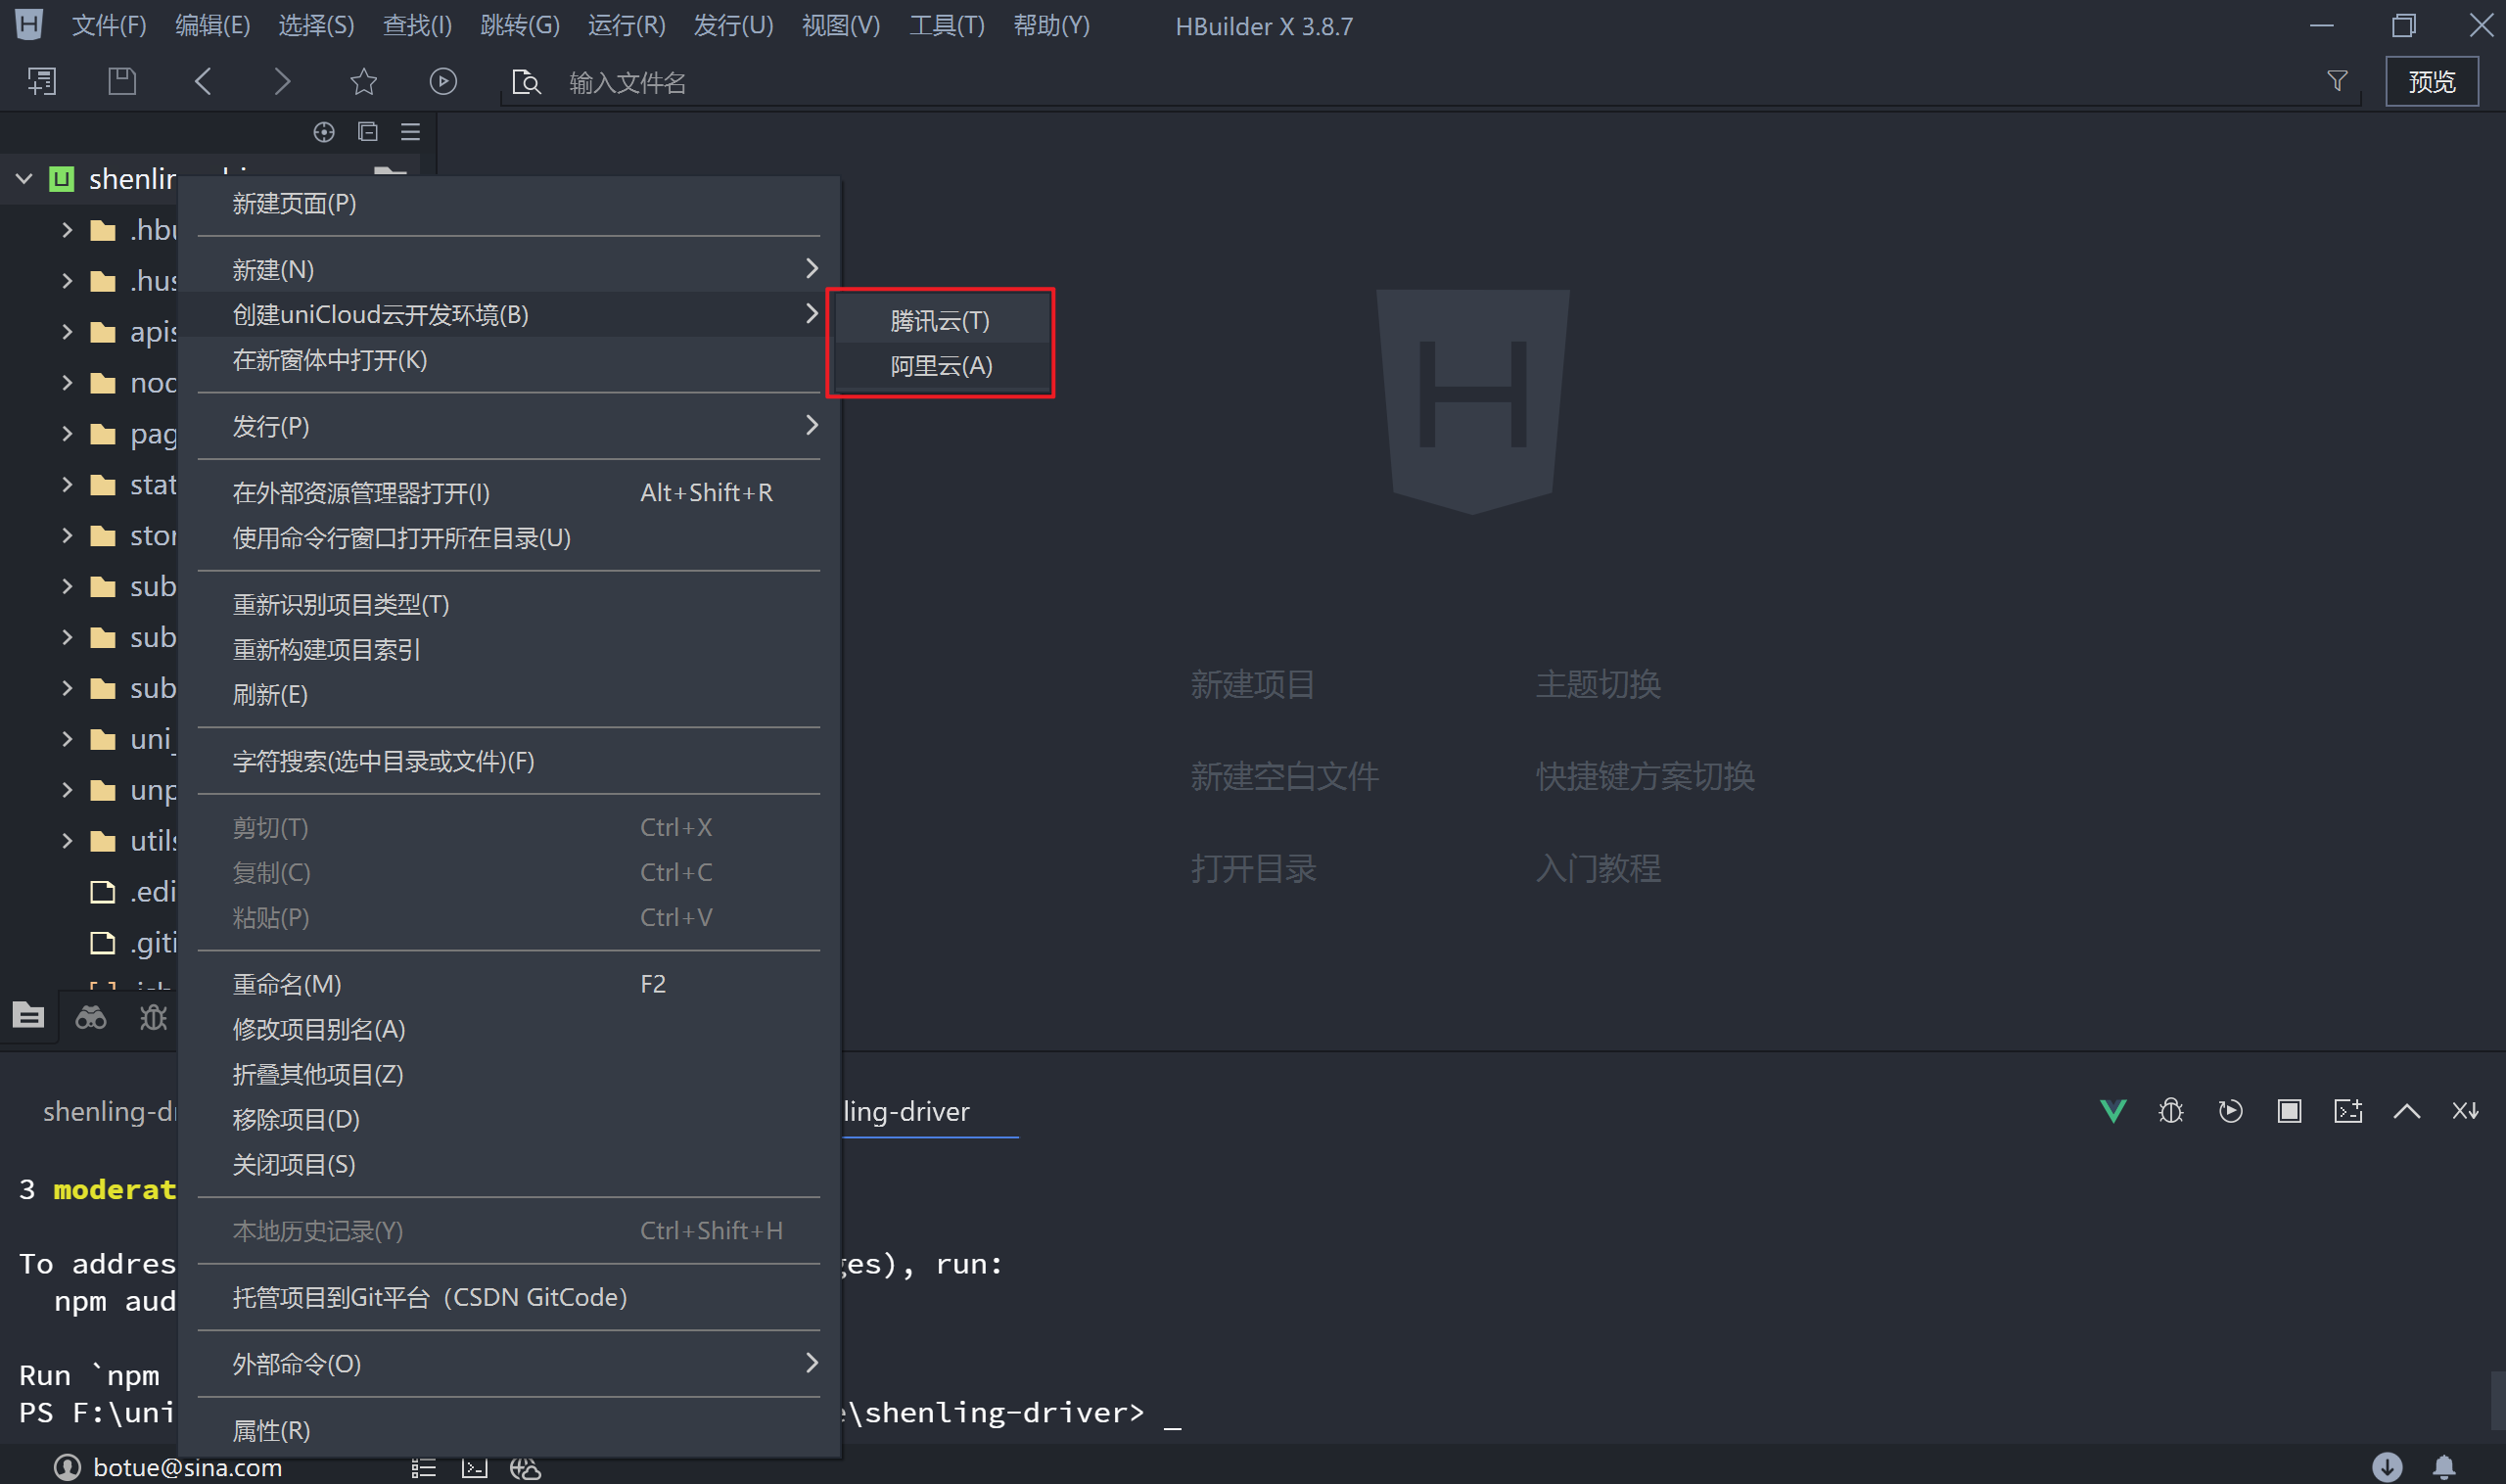 文件(F) 编辑(E) 选择(S) 查找(I) 跳转(G) 运行(R) 发行(U) 视图(V) 工具(T) 帮助(Y) HBuilder X 3.8.7
输入文件名 预览
新建页面(P)
新建(N)
创建uniCloud云开发环境(B)
腾讯云(T)
阿里云(A)
在新窗体中打开(K)
发行(P)
在外部资源管理器打开(I) Alt+Shift+R
使用命令行窗口打开所在目录(U)
重新识别项目类型(T)
重新构建项目索引
刷新(E)
字符搜索(选中目录或文件)(F)
剪切(T) Ctrl+X
复制(C) Ctrl+C
粘贴(P) Ctrl+V
重命名(M) F2
修改项目别名(A)
折叠其他项目(Z)
移除项目(D)
关闭项目(S)
本地历史记录(Y) Ctrl+Shift+H
托管项目到Git平台（CSDN GitCode）
外部命令(O)
属性(R)
.hbu
.hus
apis
pag
stat
stor
sub
sub
sub
uni_
unp
utils
.edi
.giti
新建项目 主题切换
新建空白文件 快捷键方案切换
打开目录 入门教程
shenling-dr ling-driver
3 moderat
To addres ges), run:
npm aud
Run `npm
PS F:\uni e\shenling-driver> _
botue@sina.com